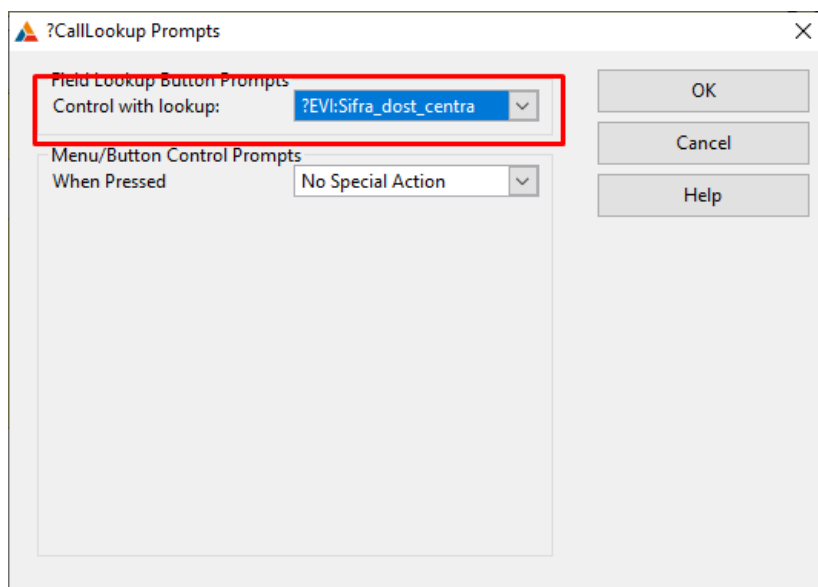 ?CallLookup Prompts
Field Lookup Button Prompts
Control with lookup: ?EVI:Sifra_dost_centra
OK
Cancel
Menu/Button Control Prompts
When Pressed No Special Action
Help